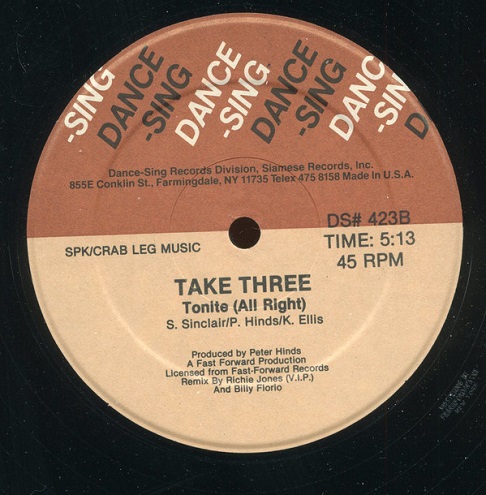 -SING
DANCE
-SING
DANCE
-SING
DANCE
-SING
DANCE
-SIN
D
Dance-Sing Records Division, Siamese Records, Inc.
855E Conklin St., Farmingdale, NY 11735 Telex 475 8158 Made in U.S.A.
DS# 423B
SPK/CRAB LEG MUSIC
TIME: 5:13
45 RPM
TAKE THREE
Tonite (All Right)
S. Sinclair/P. Hinds/K. Ellis
Produced by Peter Hinds
A Fast Forward Production
Licensed from Fast-Forward Records
Remix By Richie Jones (V.I.P.)
And Billy Florio